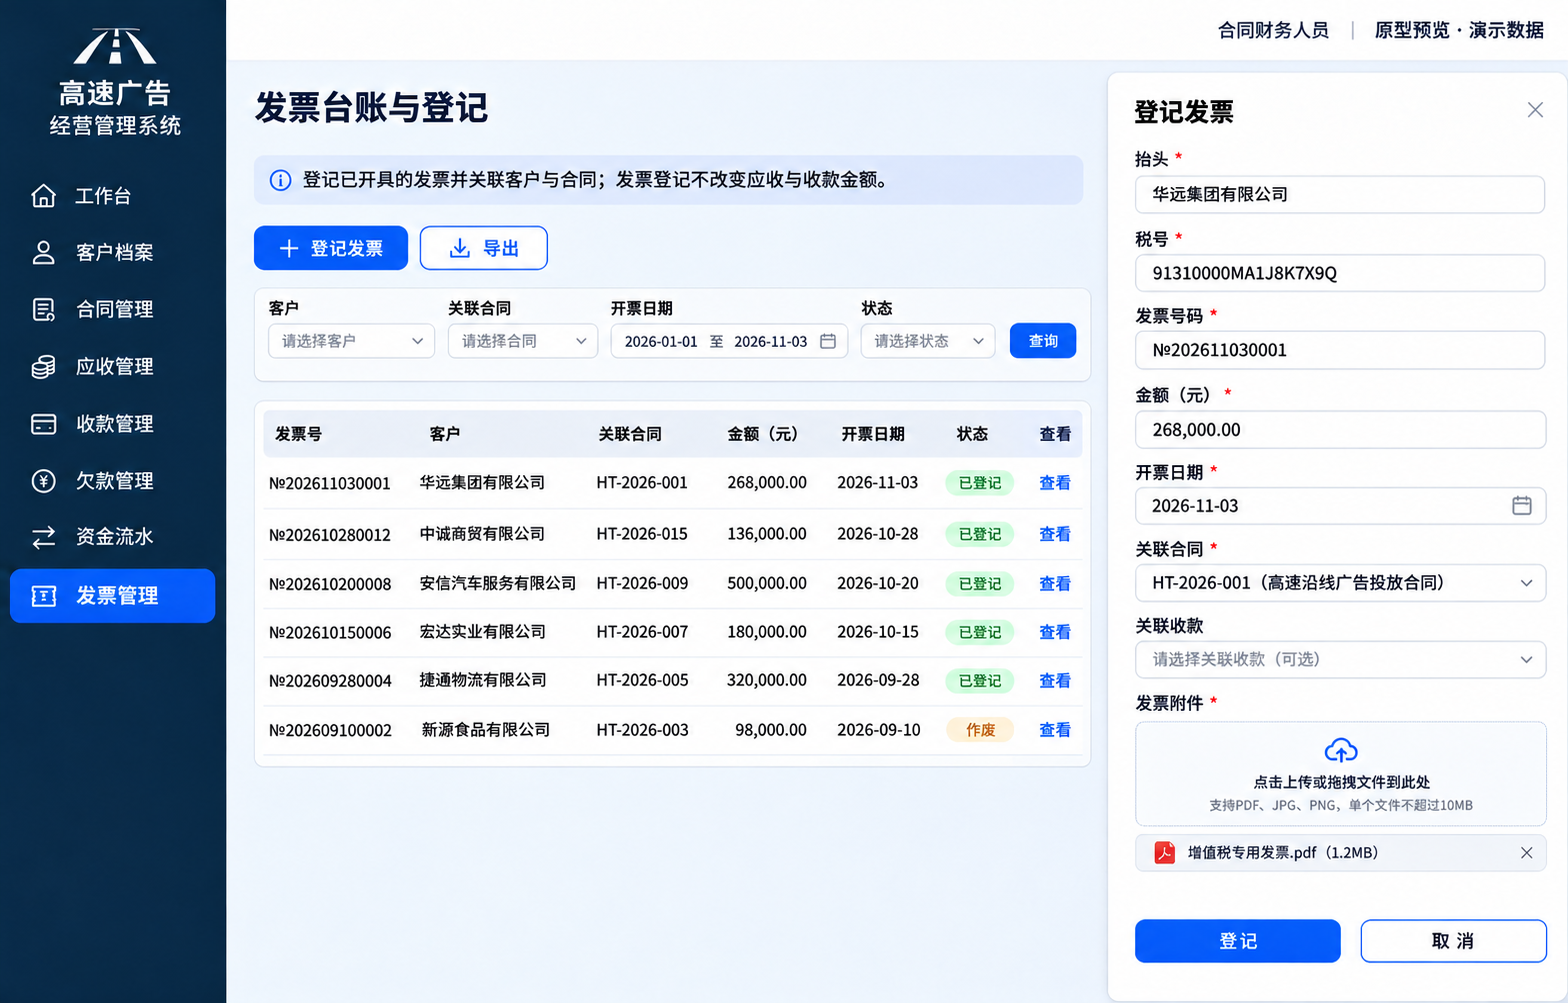 高速广告
经营管理系统
工作台
客户档案
合同管理
应收管理
收款管理
欠款管理
资金流水
发票管理
合同财务人员 | 原型预览 · 演示数据
发票台账与登记
登记已开具的发票并关联客户与合同；发票登记不改变应收与收款金额。
登记发票 导出
客户 关联合同 开票日期 状态
请选择客户 请选择合同 2026-01-01 至 2026-11-03 请选择状态 查询
发票号 客户 关联合同 金额（元） 开票日期 状态 查看
№202611030001 华远集团有限公司 HT-2026-001 268,000.00 2026-11-03 已登记 查看
№202610280012 中诚商贸有限公司 HT-2026-015 136,000.00 2026-10-28 已登记 查看
№202610200008 安信汽车服务有限公司 HT-2026-009 500,000.00 2026-10-20 已登记 查看
№202610150006 宏达实业有限公司 HT-2026-007 180,000.00 2026-10-15 已登记 查看
№202609280004 捷通物流有限公司 HT-2026-005 320,000.00 2026-09-28 已登记 查看
№202609100002 新源食品有限公司 HT-2026-003 98,000.00 2026-09-10 作废 查看
登记发票
抬头 *
华远集团有限公司
税号 *
91310000MA1J8K7X9Q
发票号码 *
№202611030001
金额（元） *
268,000.00
开票日期 *
2026-11-03
关联合同 *
HT-2026-001（高速沿线广告投放合同）
关联收款
请选择关联收款（可选）
发票附件 *
点击上传或拖拽文件到此处
支持PDF、JPG、PNG，单个文件不超过10MB
增值税专用发票.pdf（1.2MB）
登记 取消